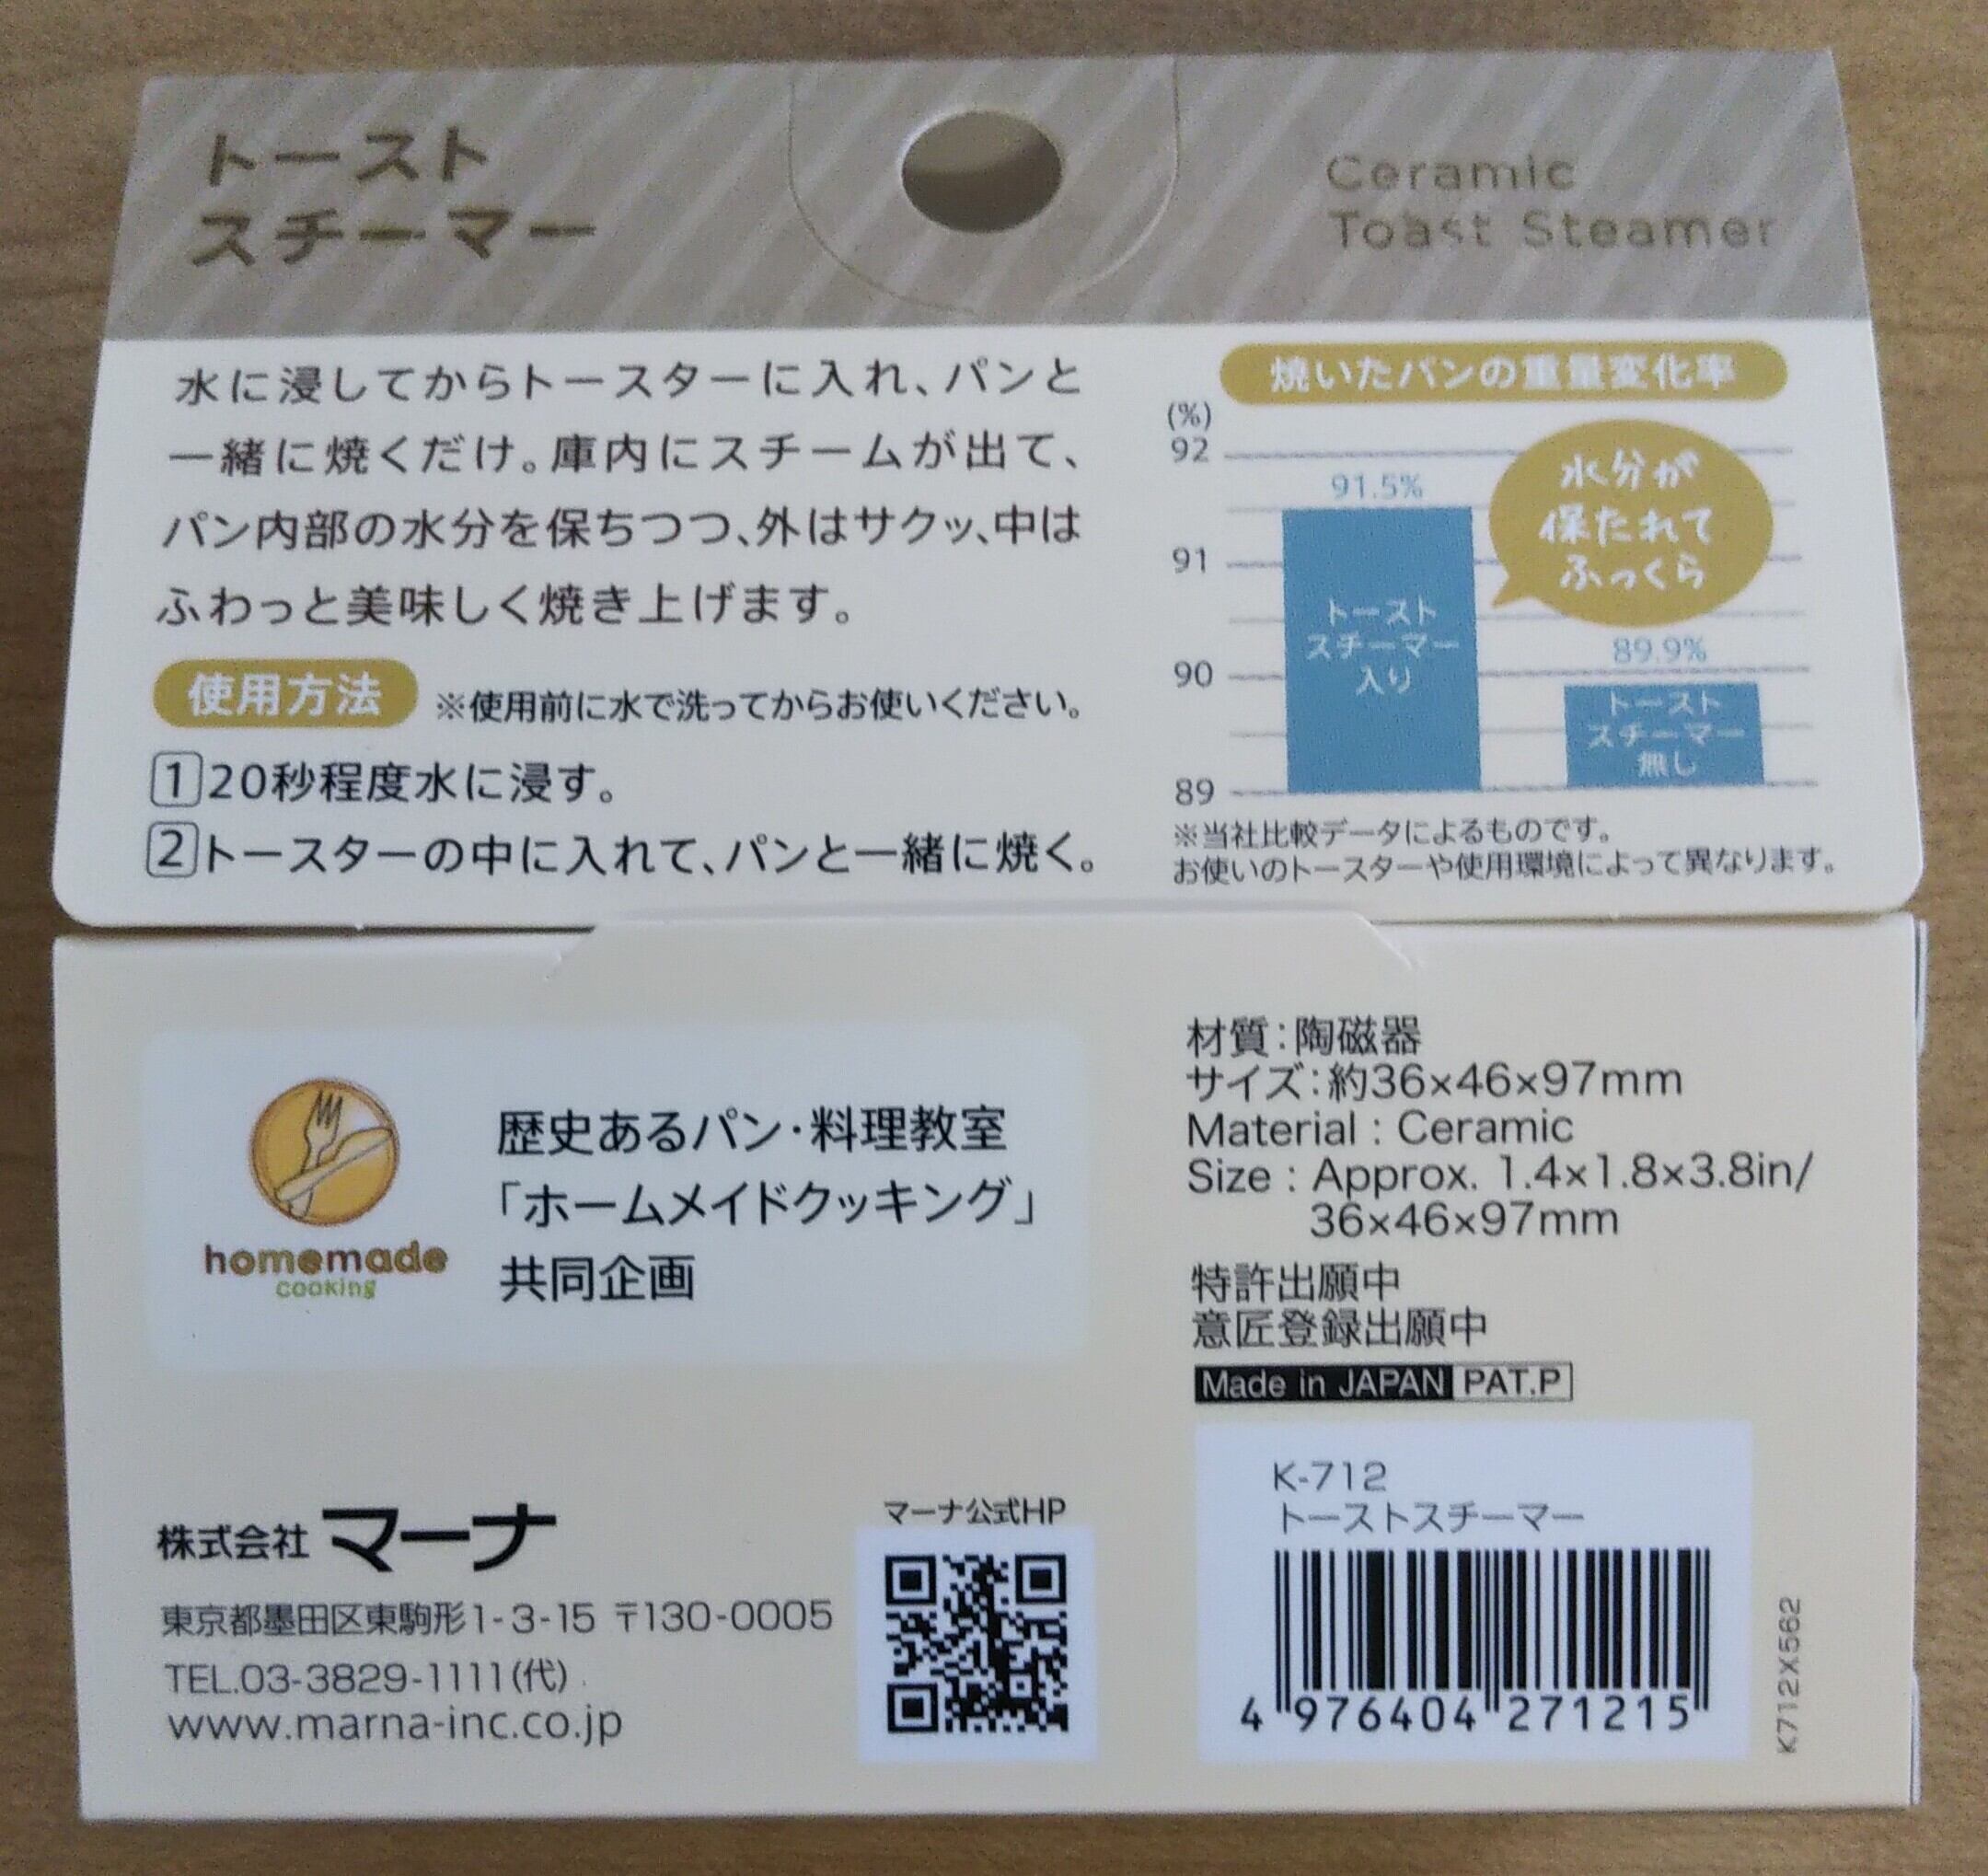 トースト
スチーマー
Ceramic
Toast Steamer
水に浸してからトースターに入れ、パンと
一緒に焼くだけ。庫内にスチームが出て、
パン内部の水分を保ちつつ、外はサクッ、中は
ふわっと美味しく焼き上げます。
使用方法 ※使用前に水で洗ってからお使いください。
1 20秒程度水に浸す。
2 トースターの中に入れて、パンと一緒に焼く。
焼いたパンの重量変化率
(%)
92
91
90
89
91.5%
トースト
スチーマー
入り
水分が
保たれて
ふっくら
89.9%
トースト
スチーマー
無し
※当社比較データによるものです。
お使いのトースターや使用環境によって異なります。
homemade
cooking
歴史あるパン・料理教室
「ホームメイドクッキング」
共同企画
材質:陶磁器
サイズ:約36×46×97mm
Material : Ceramic
Size : Approx. 1.4×1.8×3.8in/
36×46×97mm
特許出願中
意匠登録出願中
Made in JAPAN PAT.P
株式会社 マーナ
東京都墨田区東駒形1-3-15 〒130-0005
TEL.03-3829-1111(代)
www.marna-inc.co.jp
マーナ公式HP
K-712
トーストスチーマー
4 976404 271215
K712X562